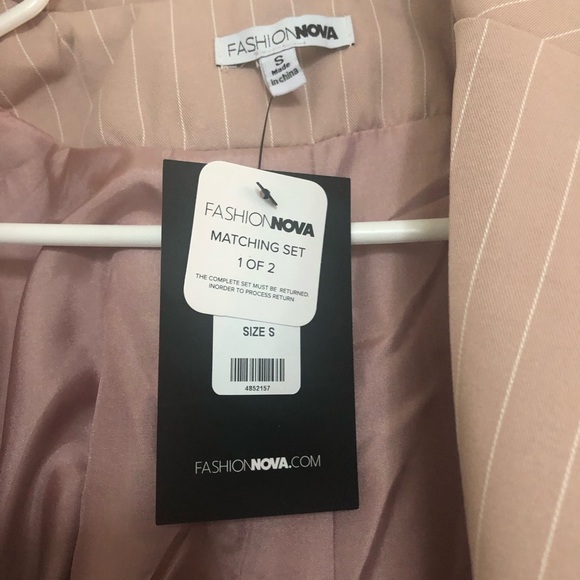 FASHIONNOVA
S
Made
in china
FASHIONNOVA
MATCHING SET
1 OF 2
THE COMPLETE SET MUST BE RETURNED.
INORDER TO PROCESS RETURN
SIZE S
4852157
FASHIONNOVA.COM